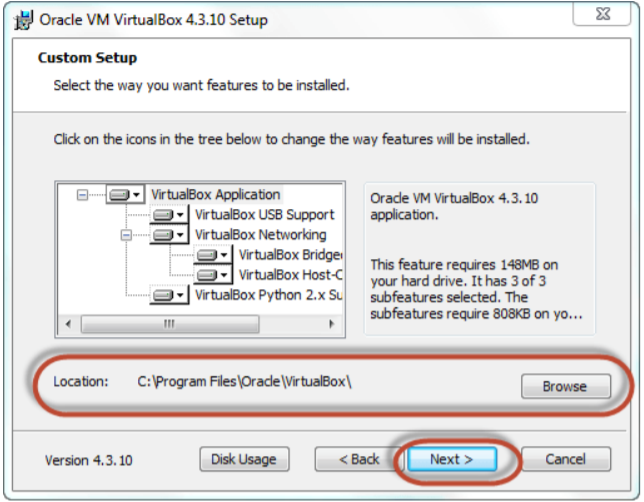 Oracle VM VirtualBox 4.3.10 Setup
Custom Setup
Select the way you want features to be installed.
Click on the icons in the tree below to change the way features will be installed.
VirtualBox Application
VirtualBox USB Support
VirtualBox Networking
VirtualBox Bridge
VirtualBox Host-C
VirtualBox Python 2.x Su
Oracle VM VirtualBox 4.3.10
application.
This feature requires 148MB on
your hard drive. It has 3 of 3
subfeatures selected. The
subfeatures require 808KB on yo...
Location: C:\Program Files\Oracle\VirtualBox\
Browse
Version 4.3.10
Disk Usage
< Back
Next >
Cancel